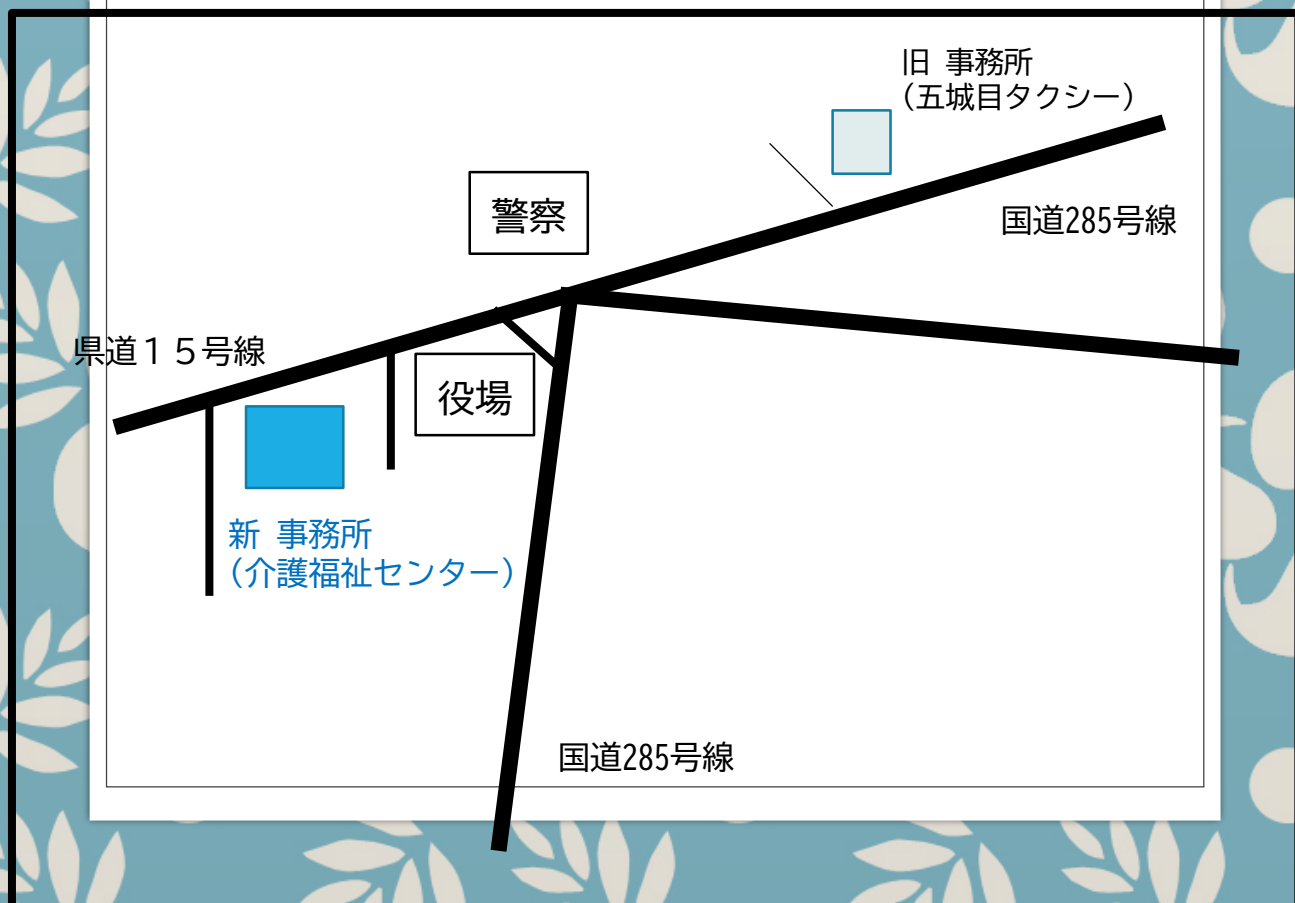 旧 事務所
（五城目タクシー）
警察
国道285号線
県道１５号線
役場
新 事務所
（介護福祉センター）
国道285号線